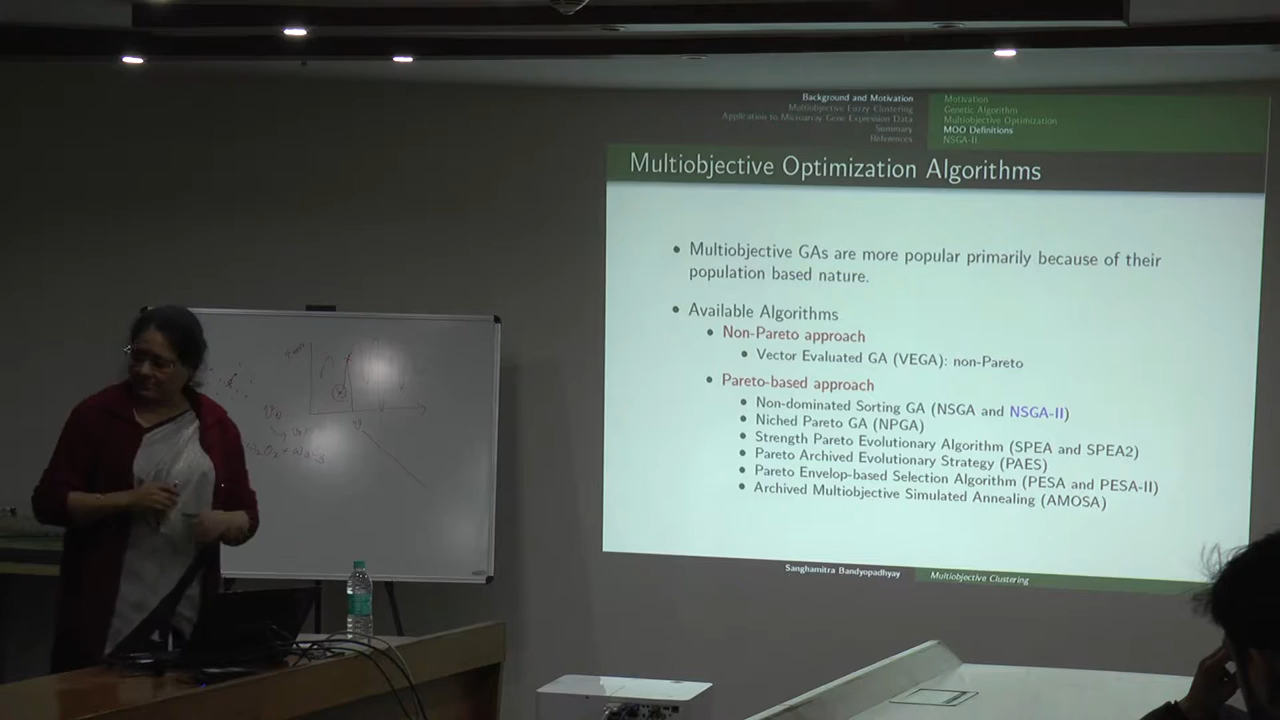 Background and Motivation
Multiobjective Fuzzy Clustering
Application to Microarray Gene Expression Data
Summary
References
Motivation
Genetic Algorithm
Multiobjective Optimization
MOO Definitions
NSGA-II
Multiobjective Optimization Algorithms
• Multiobjective GAs are more popular primarily because of their
population based nature.
• Available Algorithms
• Non-Pareto approach
• Vector Evaluated GA (VEGA): non-Pareto
• Pareto-based approach
• Non-dominated Sorting GA (NSGA and NSGA-II)
• Niched Pareto GA (NPGA)
• Strength Pareto Evolutionary Algorithm (SPEA and SPEA2)
• Pareto Archived Evolutionary Strategy (PAES)
• Pareto Envelop-based Selection Algorithm (PESA and PESA-II)
• Archived Multiobjective Simulated Annealing (AMOSA)
Sanghamitra Bandyopadhyay
Multiobjective Clustering